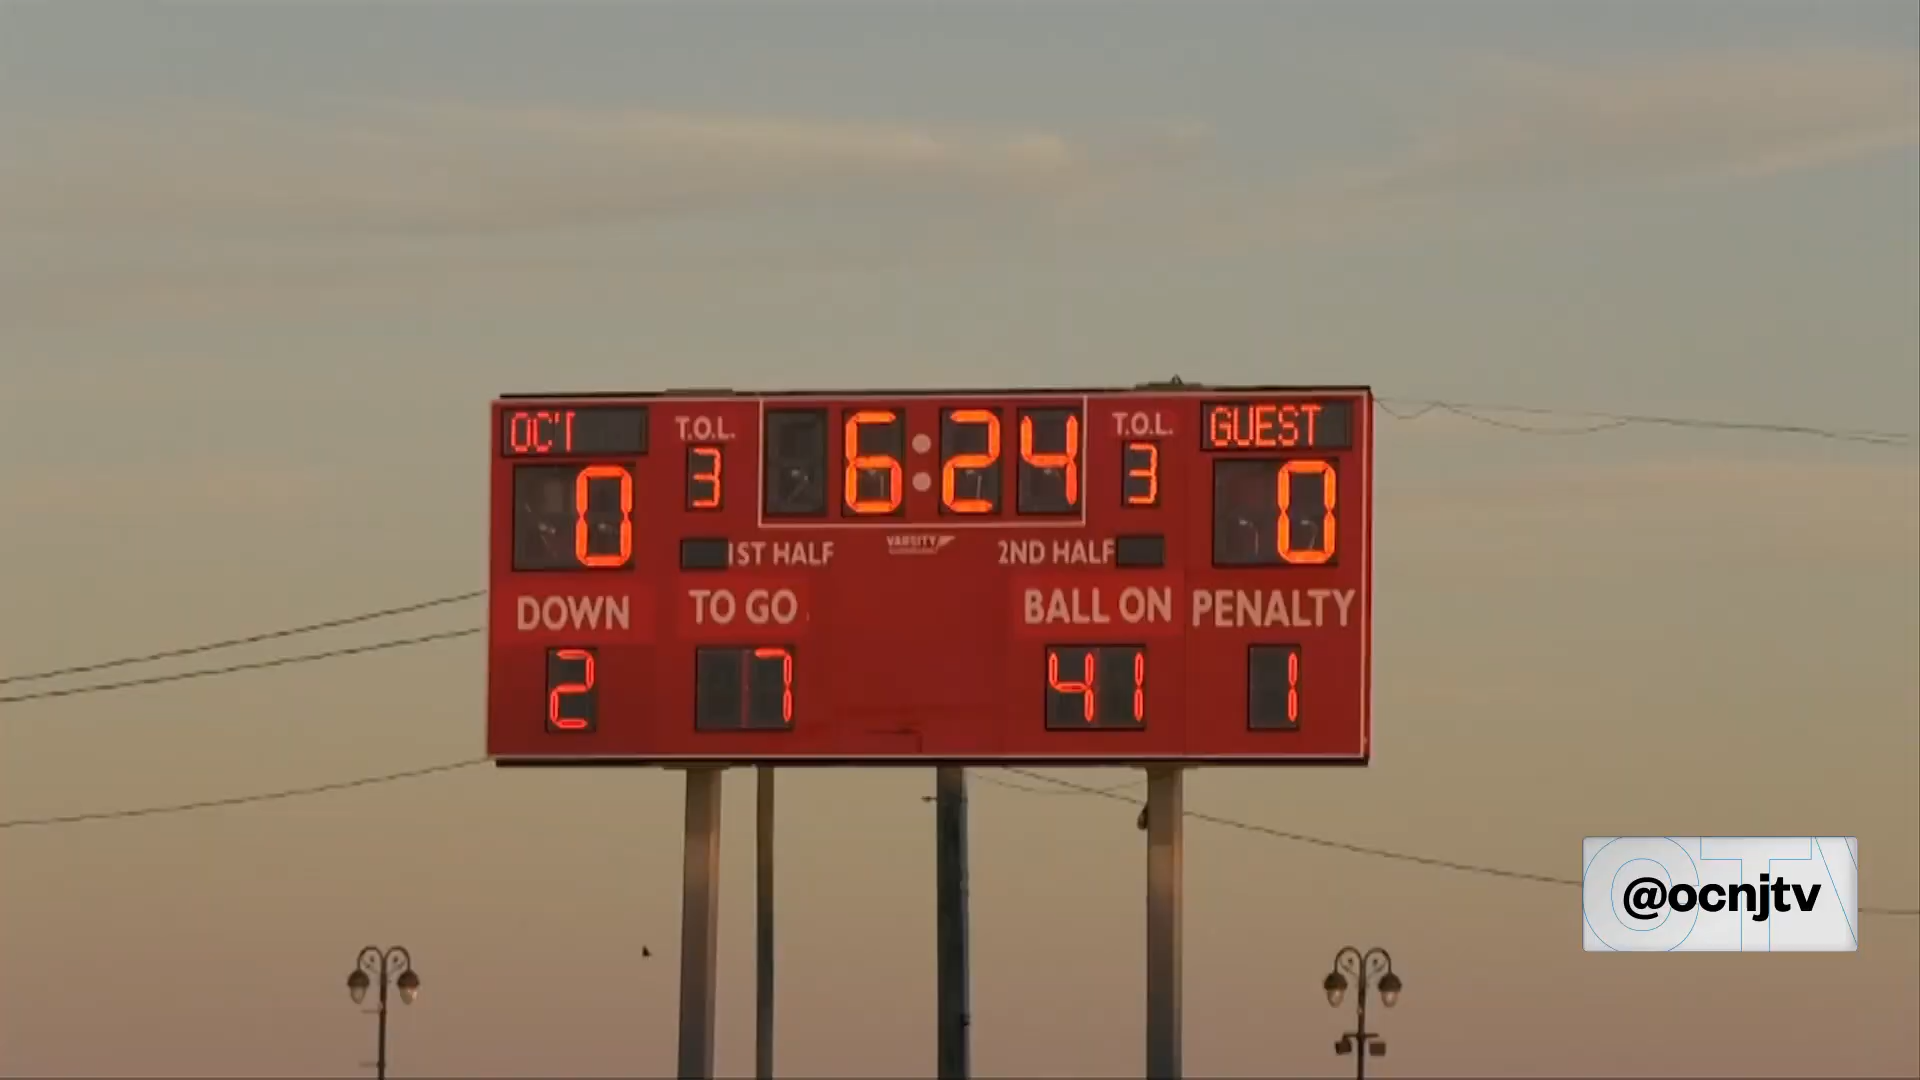 OC'T
T.O.L.
6:24
T.O.L.
GUEST
0
3
3
0
1ST HALF
VARSITY
2ND HALF
DOWN
TO GO
BALL ON
PENALTY
2
7
41
1
@ocnjtv